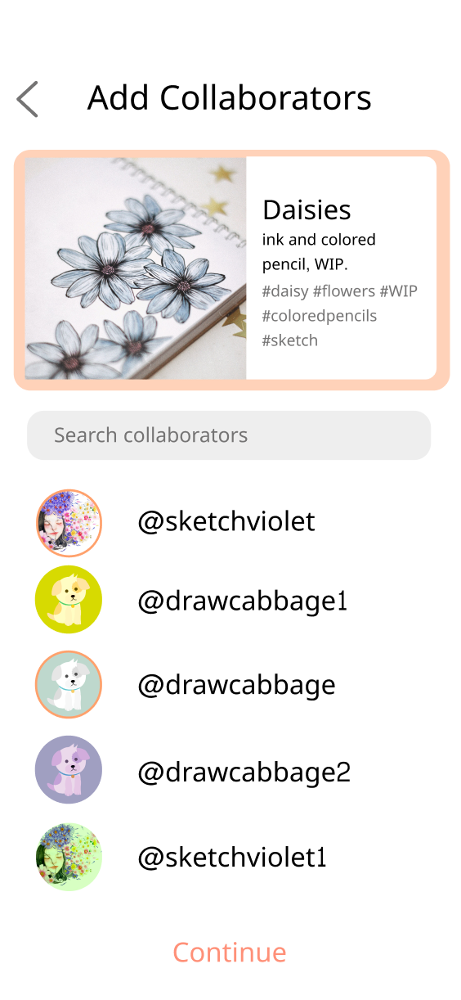 Add Collaborators
Daisies
ink and colored
pencil, WIP.
#daisy #flowers #WIP
#coloredpencils
#sketch
Search collaborators
@sketchviolet
@drawcabbage1
@drawcabbage
@drawcabbage2
@sketchviolet1
Continue